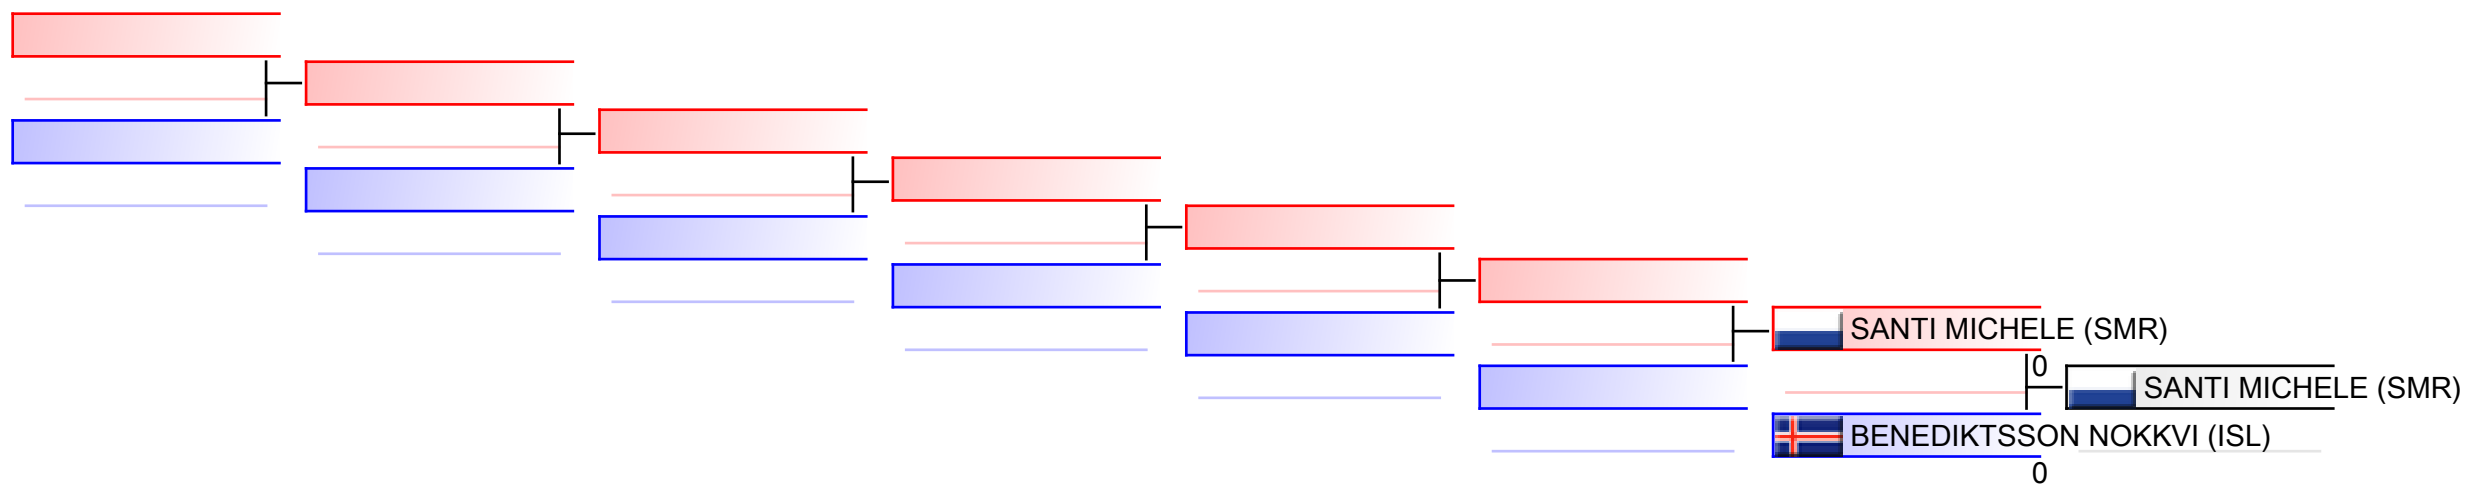 SANTI MICHELE (SMR)
0
SANTI MICHELE (SMR)
BENEDIKTSSON NOKKVI (ISL)
0